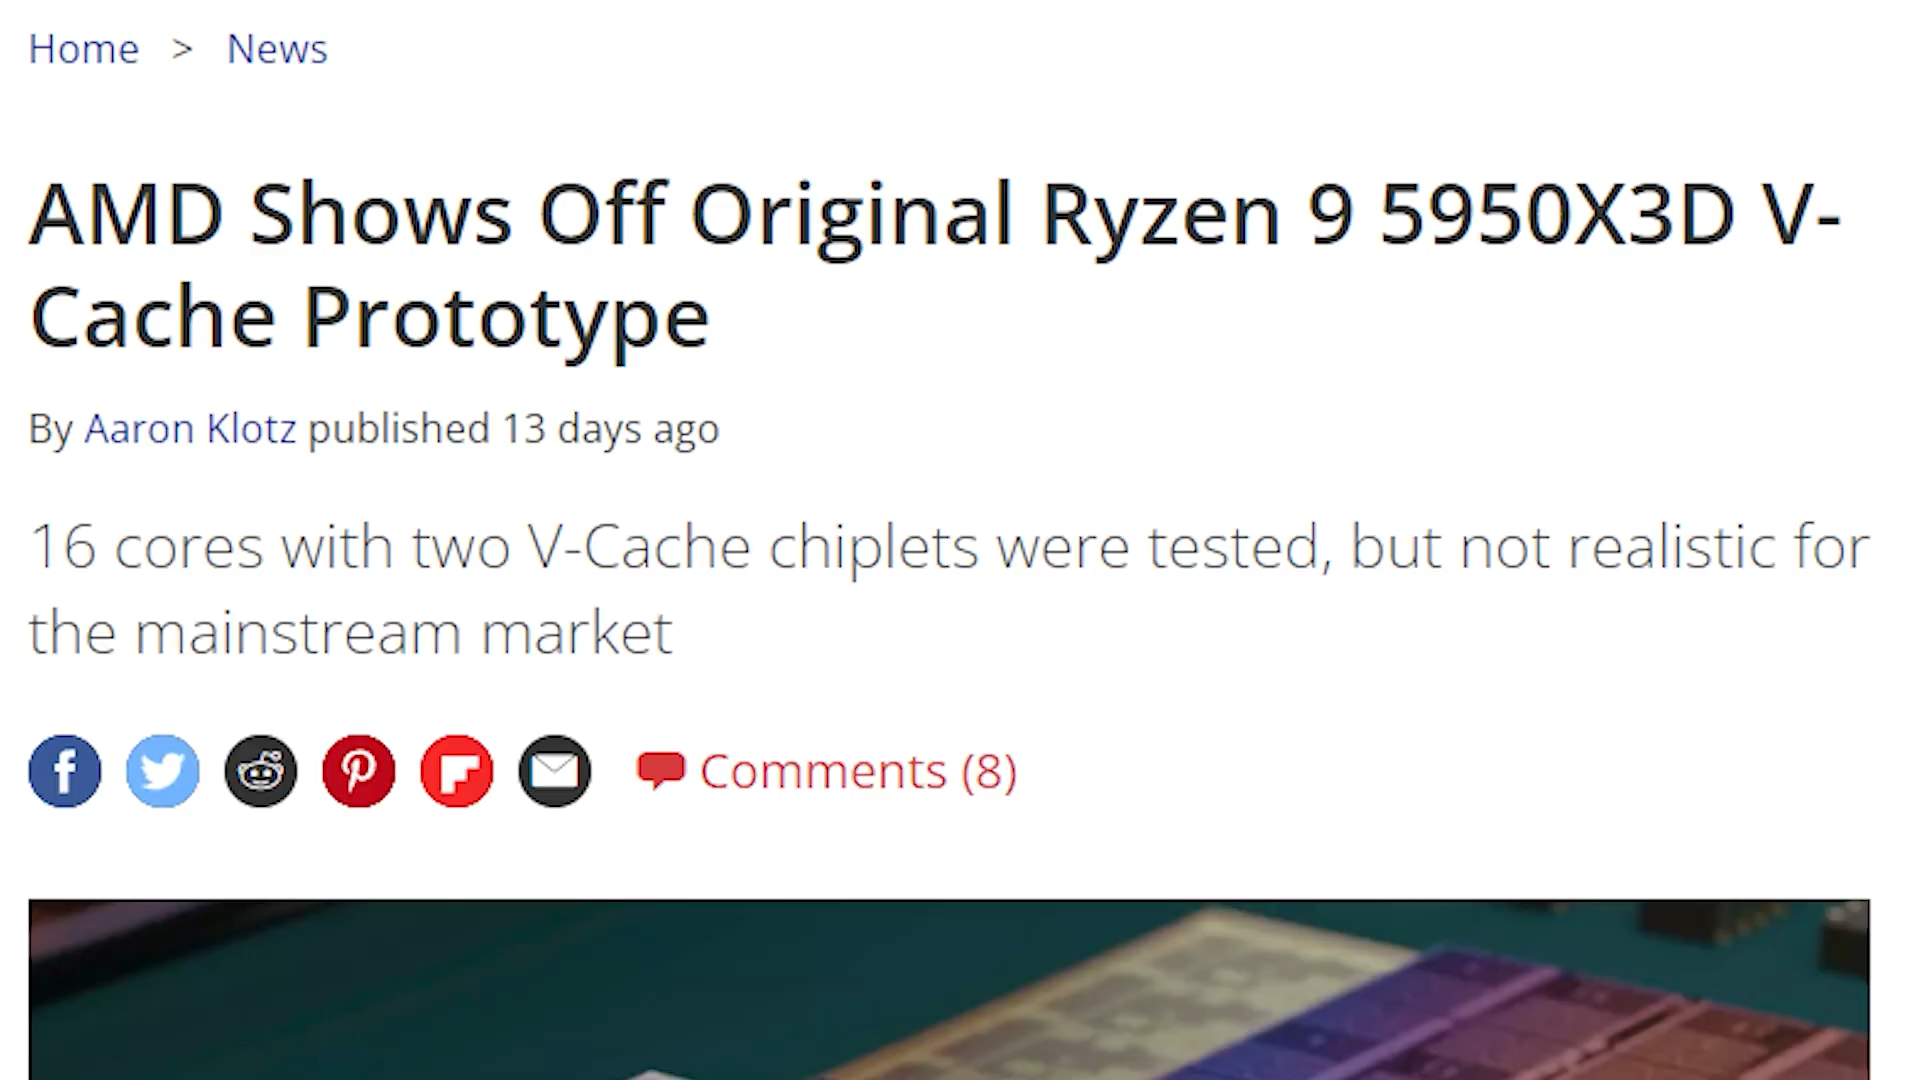 Home > News
AMD Shows Off Original Ryzen 9 5950X3D V-
Cache Prototype
By Aaron Klotz published 13 days ago
16 cores with two V-Cache chiplets were tested, but not realistic for
the mainstream market
Comments (8)